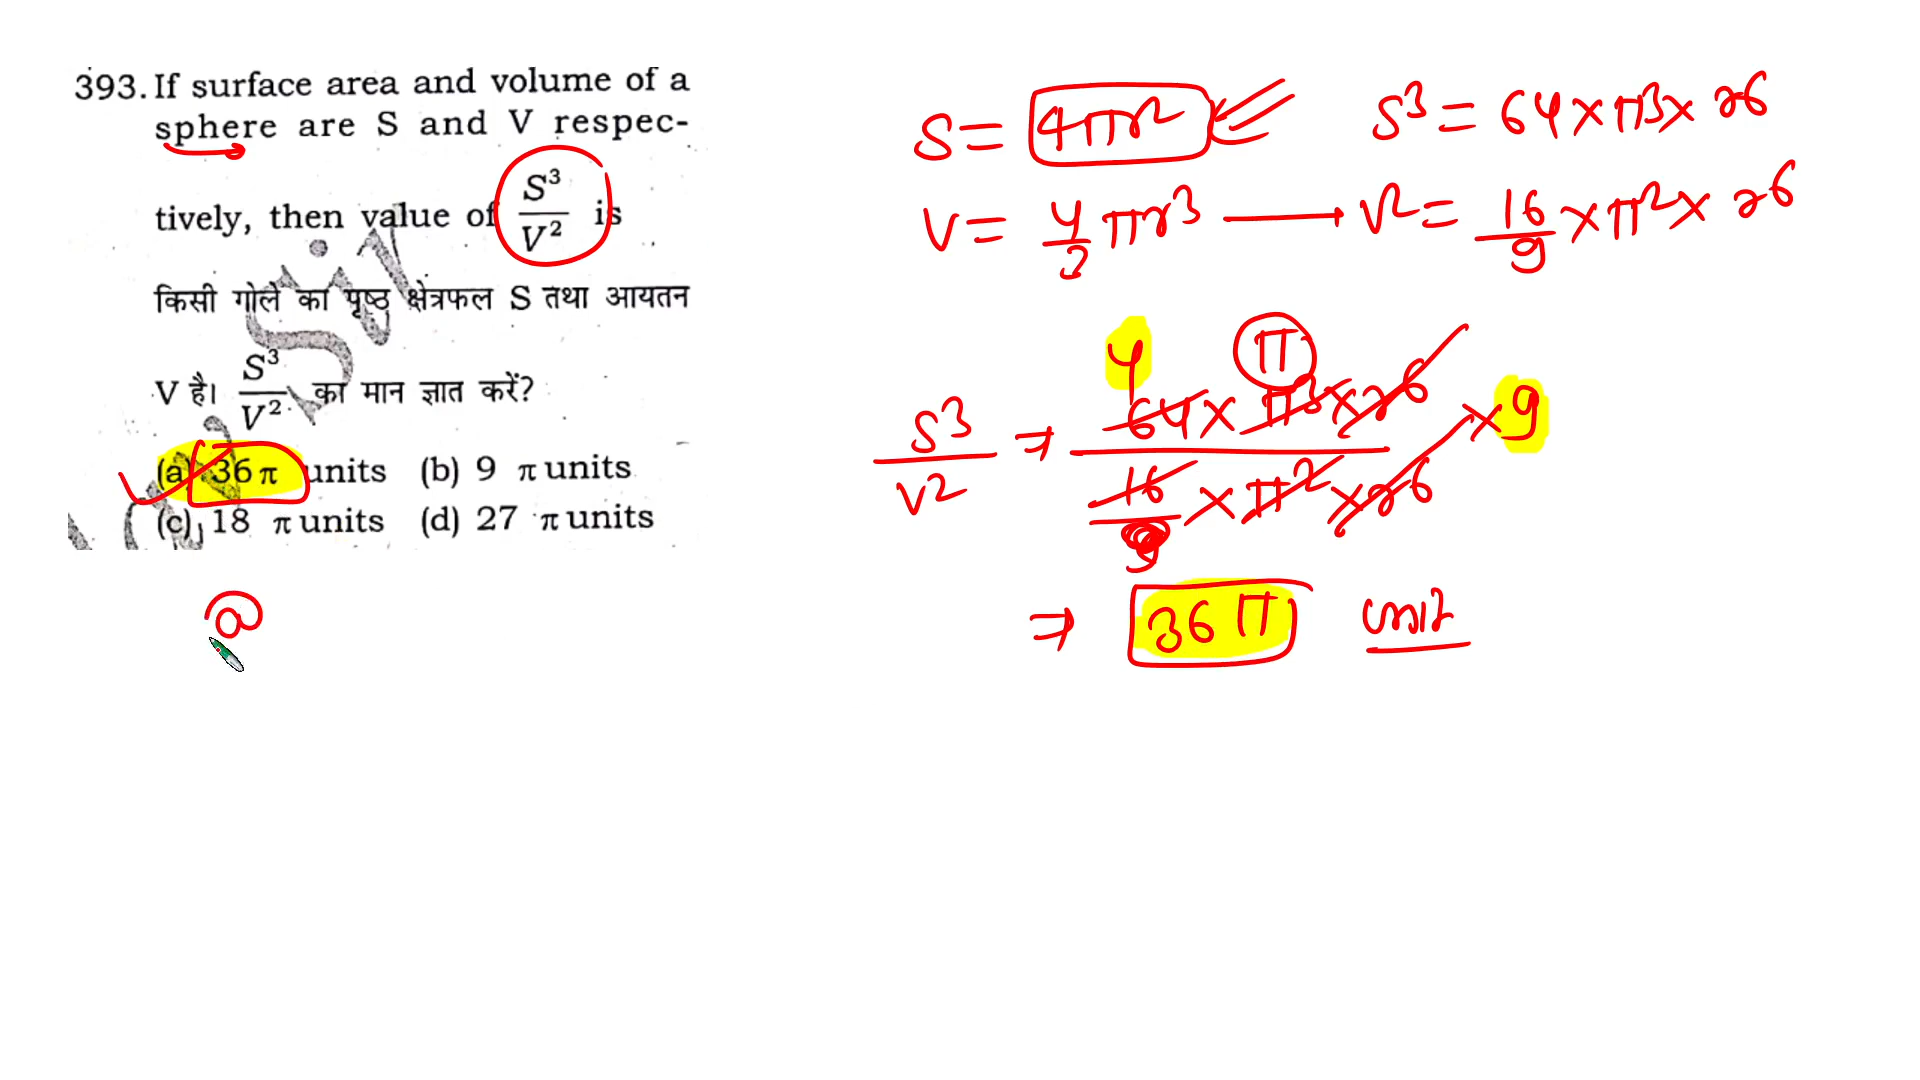 393. If surface area and volume of a
sphere are S and V respec-
tively, then value of S³/V² is
किसी गोले का पृष्ठ क्षेत्रफल S तथा आयतन
V है। S³/V² का मान ज्ञात करें?
(a) 36 π units (b) 9 π units
(c) 18 π units (d) 27 π units
a
S = 4πr² S³ = 64 × π³ × r⁶
V = 4/3 πr³ V² = 16/9 × π² × r⁶
4 π
S³/V² ⇒ 64 × π³ × r⁶ / 16/9 × π² × r⁶ × 9
⇒ 36 π unit